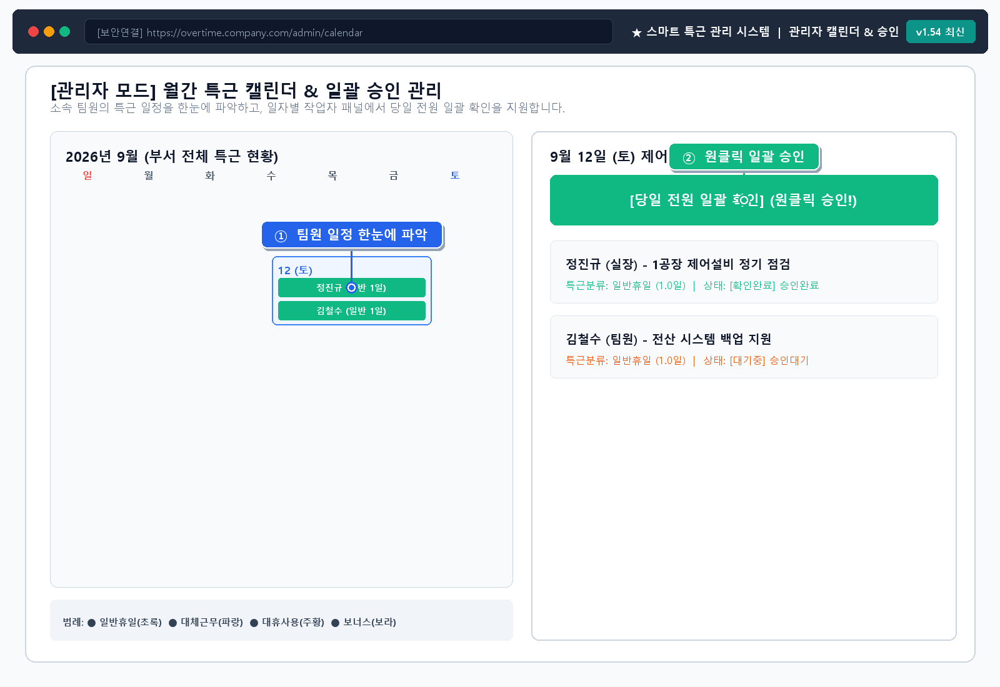 [보안연결] https://overtime.company.com/admin/calendar
★ 스마트 특근 관리 시스템 | 관리자 캘린더 & 승인
v1.54 최신
[관리자 모드] 월간 특근 캘린더 & 일괄 승인 관리
소속 팀원의 특근 일정을 한눈에 파악하고, 일자별 작업자 패널에서 당일 전원 일괄 확인을 지원합니다.
2026년 9월 (부서 전체 특근 현황)
일 월 화 수 목 금 토
① 팀원 일정 한눈에 파악
12 (토)
정진규 반 1일)
김철수 (일반 1일)
범례: ● 일반휴일(초록) ● 대체근무(파랑) ● 대휴사용(주황) ● 보너스(보라)
9월 12일 (토) 제어
② 원클릭 일괄 승인
[당일 전원 일괄 확인] (원클릭 승인!)
정진규 (실장) - 1공장 제어설비 정기 점검
특근분류: 일반휴일 (1.0일) | 상태: [확인완료] 승인완료
김철수 (팀원) - 전산 시스템 백업 지원
특근분류: 일반휴일 (1.0일) | 상태: [대기중] 승인대기